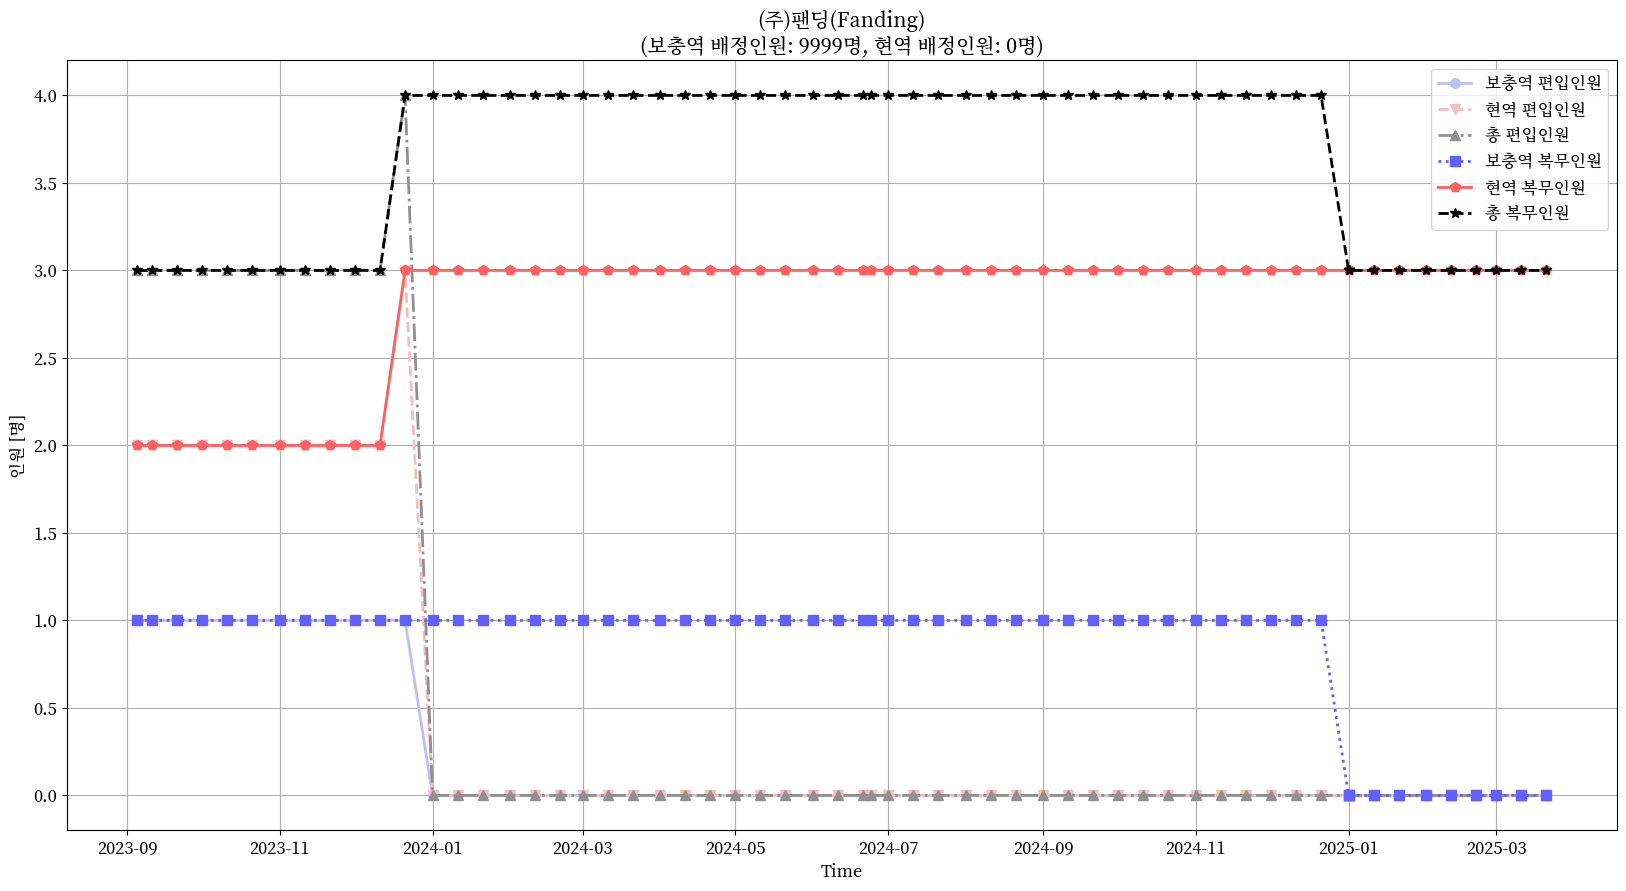 (주)팬딩(Fanding)
(보충역 배정인원: 9999명, 현역 배정인원: 0명)
보충역 편입인원
현역 편입인원
총 편입인원
보충역 복무인원
현역 복무인원
총 복무인원
인원 [명]
4.0
3.5
3.0
2.5
2.0
1.5
1.0
0.5
0.0
2023-09 2023-11 2024-01 2024-03 2024-05 2024-07 2024-09 2024-11 2025-01 2025-03
Time